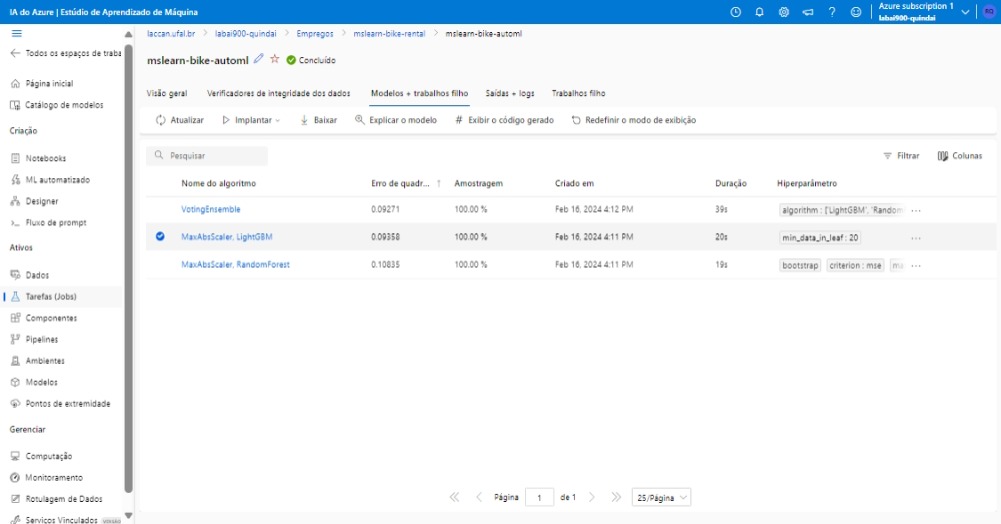 IA do Azure | Estúdio de Aprendizado de Máquina
Azure subscription 1
labai900-quindai
RQ
Todos os espaços de traba
Página inicial
Catálogo de modelos
Criação
Notebooks
ML automatizado
Designer
Fluxo de prompt
Ativos
Dados
Tarefas (Jobs)
Componentes
Pipelines
Ambientes
Modelos
Pontos de extremidade
Gerenciar
Computação
Monitoramento
Rotulagem de Dados
Serviços Vinculados
laccan.ufal.br > labai900-quindai > Empregos > mslearn-bike-rental > mslearn-bike-automl
mslearn-bike-automl Concluído
Visão geral Verificadores de integridade dos dados Modelos + trabalhos filho Saídas + logs Trabalhos filho
Atualizar Implantar Baixar Explicar o modelo # Exibir o código gerado Redefinir o modo de exibição
Pesquisar Filtrar Colunas
Nome do algoritmo Erro de quadr... ↑ Amostragem Criado em Duração Hiperparâmetro
VotingEnsemble 0.09271 100.00 % Feb 16, 2024 4:12 PM 39s algorithm : ['LightGBM', 'Random ...
MaxAbsScaler, LightGBM 0.09358 100.00 % Feb 16, 2024 4:11 PM 20s min_data_in_leaf : 20 ...
MaxAbsScaler, RandomForest 0.10835 100.00 % Feb 16, 2024 4:11 PM 19s bootstrap criterion : mse ma ...
Página 1 de 1 25/Página